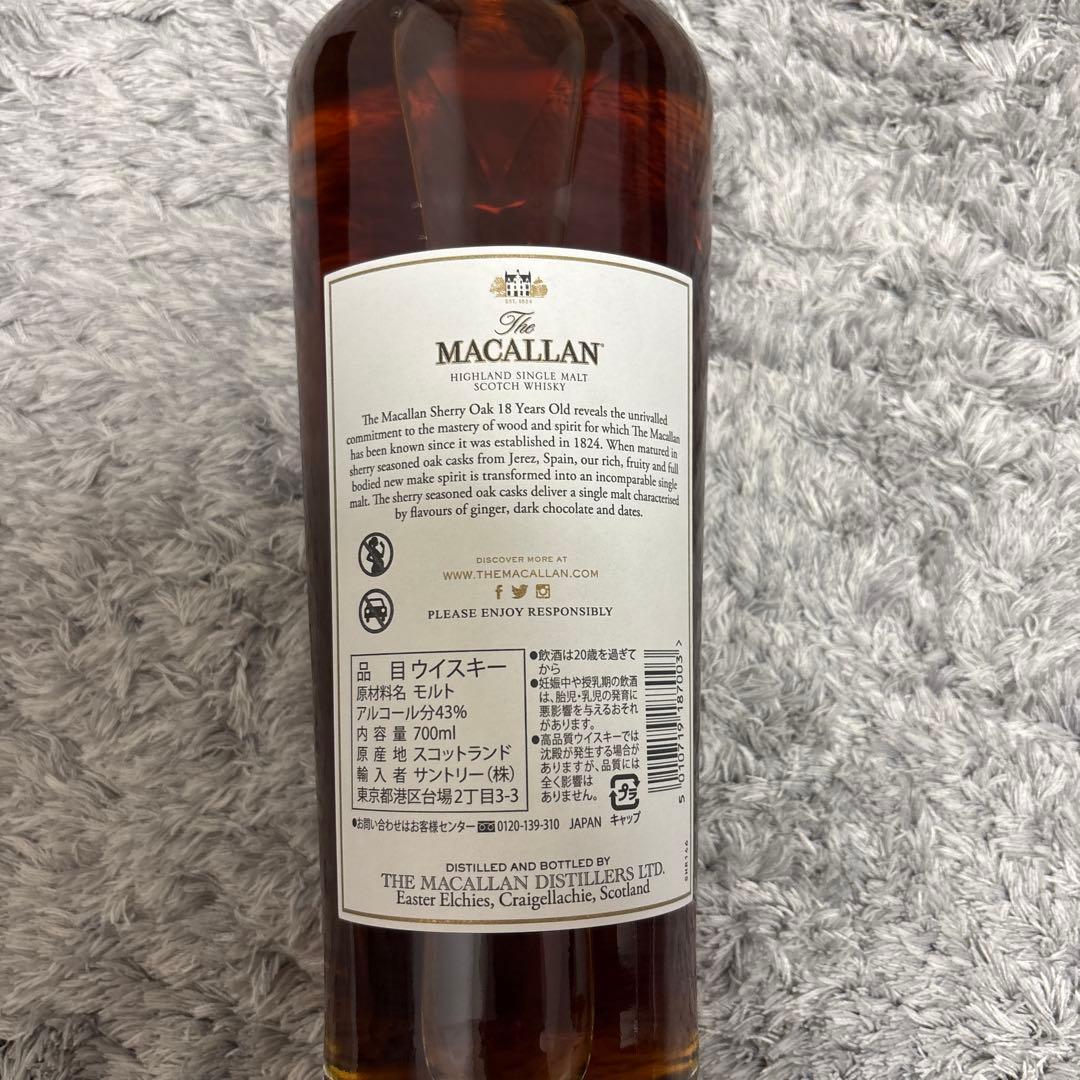 EST. 1824
The
MACALLAN
HIGHLAND SINGLE MALT
SCOTCH WHISKY
The Macallan Sherry Oak 18 Years Old reveals the unrivalled
commitment to the mastery of wood and spirit for which The Macallan
has been known since it was established in 1824. When matured in
sherry seasoned oak casks from Jerez, Spain, our rich, fruity and full
bodied new make spirit is transformed into an incomparable single
malt. The sherry seasoned oak casks deliver a single malt characterised
by flavours of ginger, dark chocolate and dates.
DISCOVER MORE AT
WWW.THEMACALLAN.COM
PLEASE ENJOY RESPONSIBLY
品 目 ウイスキー
原材料名 モルト
アルコール分43%
内 容 量 700ml
原 産 地 スコットランド
輸 入 者 サントリー(株)
東京都港区台場2丁目3-3
●飲酒は20歳を過ぎて
から
●妊娠中や授乳期の飲酒
は、胎児・乳児の発育に
悪影響を与えるおそれ
があります。
●高品質ウイスキーでは
沈殿が発生する場合が
ありますが、品質には
全く影響は
ありません。
プラ
キャップ
5 010719 187003 >
●お問い合わせはお客様センター 0120-139-310 JAPAN
DISTILLED AND BOTTLED BY
THE MACALLAN DISTILLERS LTD.
Easter Elchies, Craigellachie, Scotland